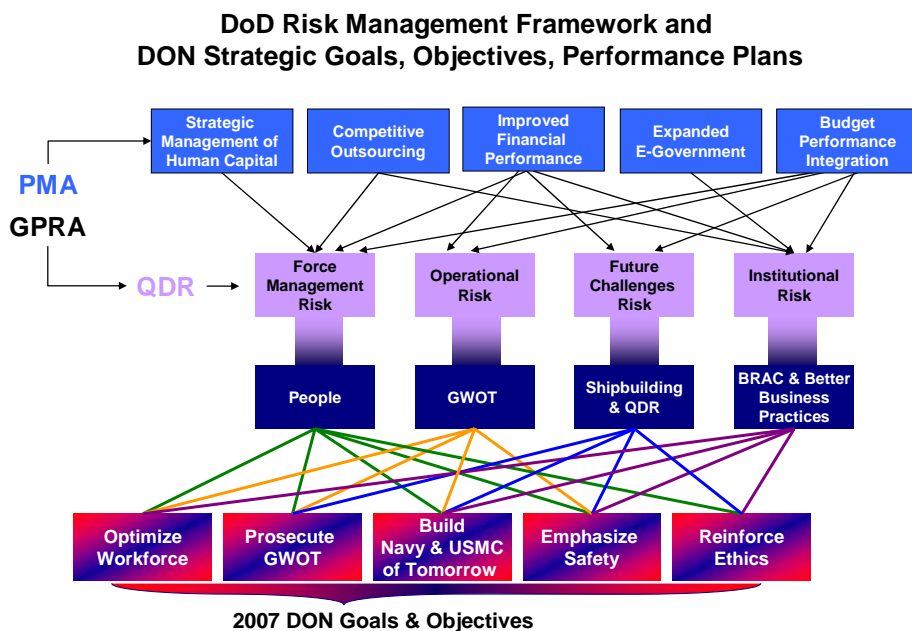 DoD Risk Management Framework and
DON Strategic Goals, Objectives, Performance Plans
Strategic
Management of
Human Capital
Competitive
Outsourcing
Improved
Financial
Performance
Expanded
E-Government
Budget
Performance
Integration
PMA
GPRA
QDR
Force
Management
Risk
Operational
Risk
Future
Challenges
Risk
Institutional
Risk
People
GWOT
Shipbuilding
& QDR
BRAC & Better
Business
Practices
Optimize
Workforce
Prosecute
GWOT
Build
Navy & USMC
of Tomorrow
Emphasize
Safety
Reinforce
Ethics
2007 DON Goals & Objectives